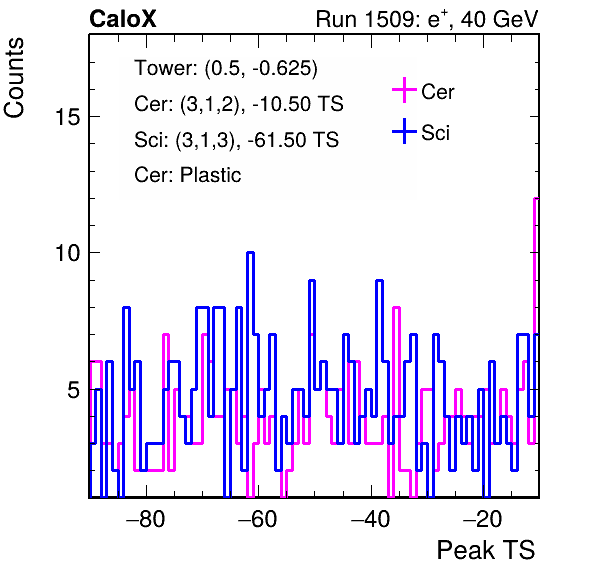 CaloX Run 1509: e⁺, 40 GeV
Counts
Tower: (0.5, -0.625)
Cer: (3,1,2), -10.50 TS
Sci: (3,1,3), -61.50 TS
Cer: Plastic
Cer
Sci
15
10
5
−80 −60 −40 −20
Peak TS